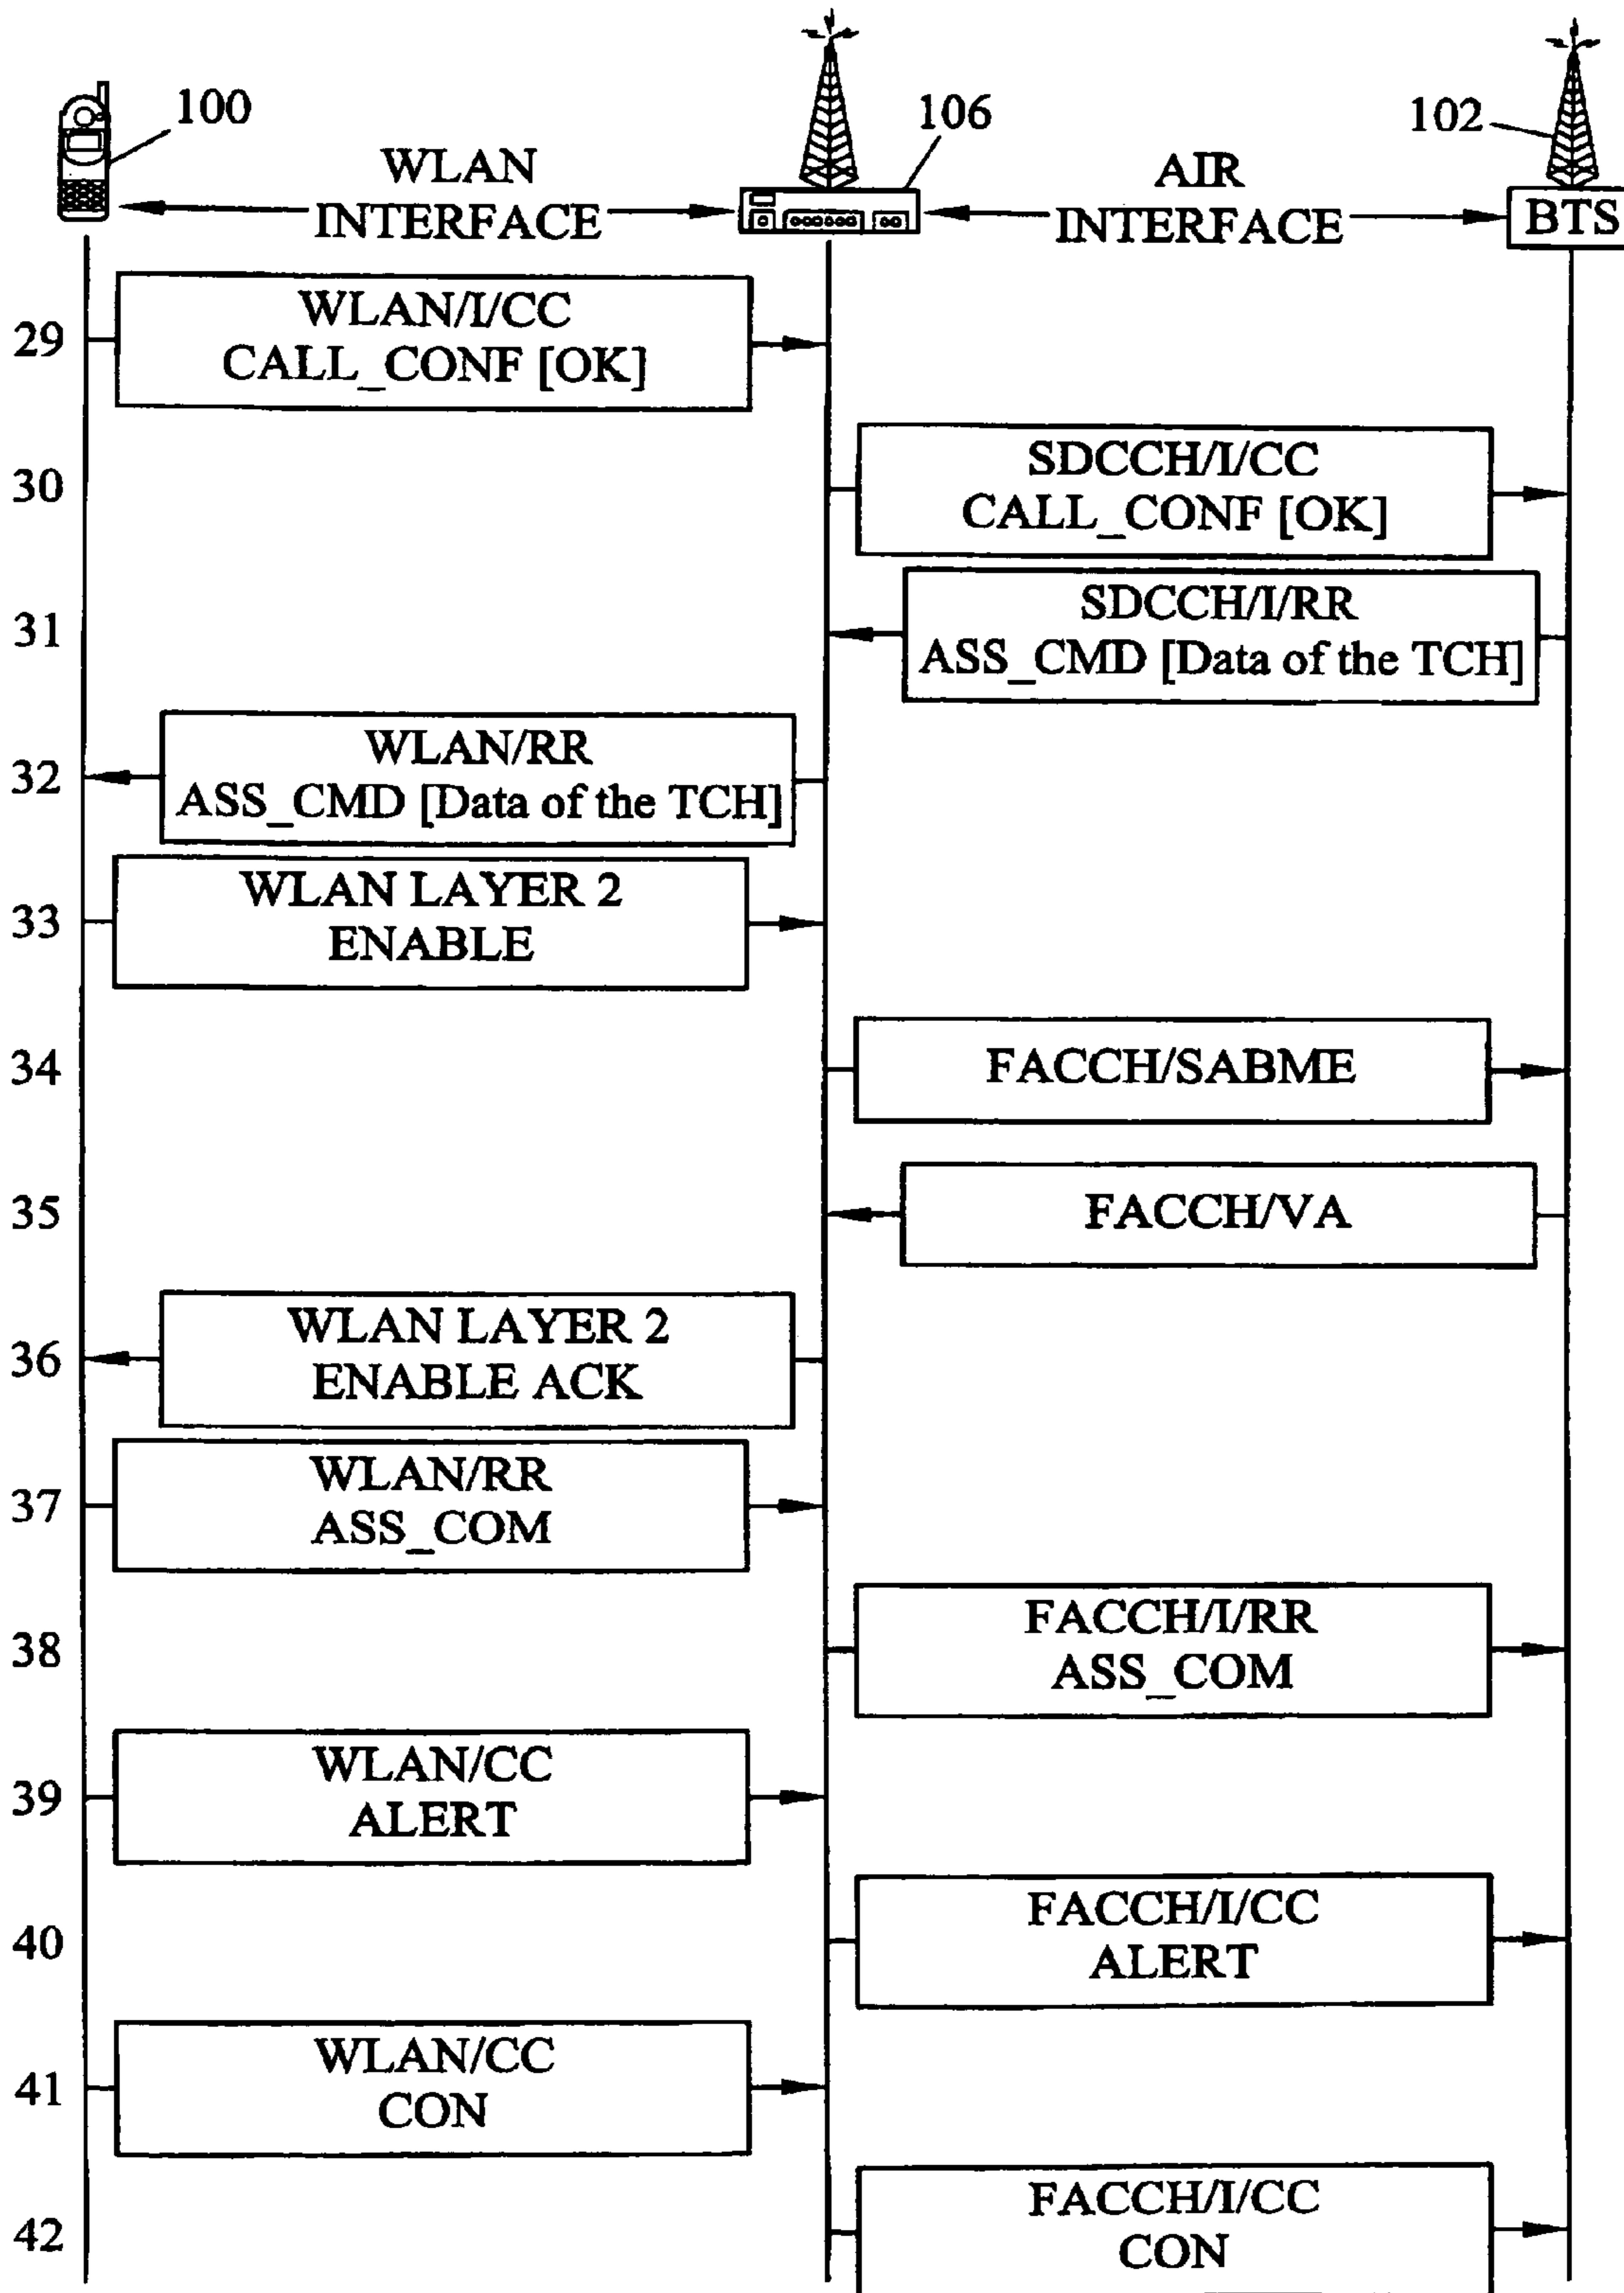 100
106
102
WLAN
INTERFACE
AIR
INTERFACE
BTS
29
WLAN/I/CC
CALL_CONF [OK]
30
SDCCH/I/CC
CALL_CONF [OK]
31
SDCCH/I/RR
ASS_CMD [Data of the TCH]
32
WLAN/RR
ASS_CMD [Data of the TCH]
33
WLAN LAYER 2
ENABLE
34
FACCH/SABME
35
FACCH/VA
36
WLAN LAYER 2
ENABLE ACK
37
WLAN/RR
ASS_COM
38
FACCH/I/RR
ASS_COM
39
WLAN/CC
ALERT
40
FACCH/I/CC
ALERT
41
WLAN/CC
CON
42
FACCH/I/CC
CON